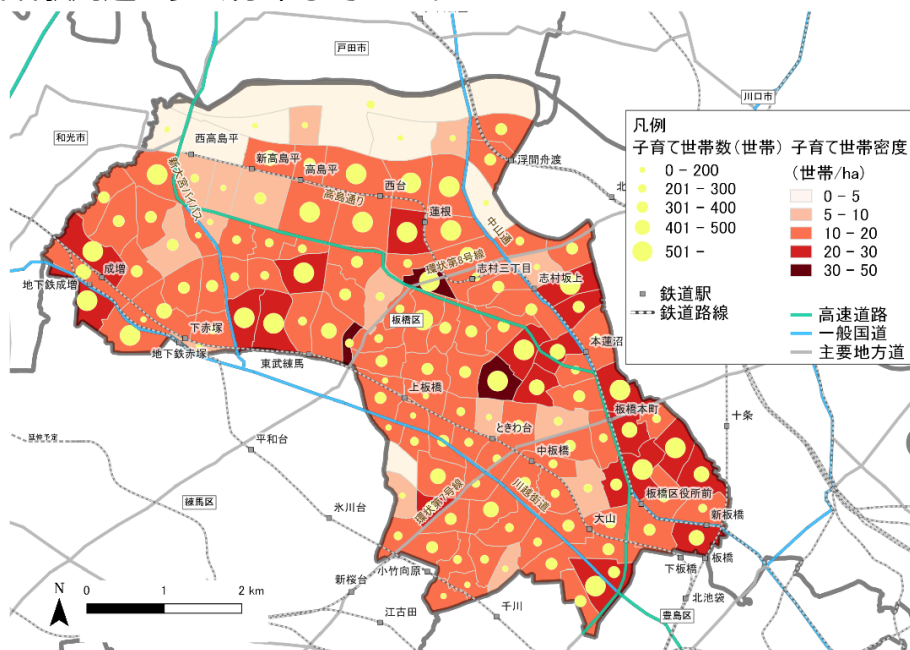 戸田市
川口市
和光市
西高島平
新高島平
高島平
西台
浮間舟渡
新大宮バイパス
高島通り
蓮根
中山道
環状第8号線
志村三丁目
志村坂上
成増
地下鉄成増
板橋区
下赤塚
地下鉄赤塚
東武練馬
本蓮沼
上板橋
板橋本町
十条
ときわ台
中板橋
平和台
延伸予定
環状第7号線
川越街道
板橋区役所前
新板橋
練馬区
氷川台
大山
下板橋
板橋
小竹向原
新桜台
江古田
千川
北池袋
豊島区
凡例
子育て世帯数(世帯)
0 - 200
201 - 300
301 - 400
401 - 500
501 -
子育て世帯密度
(世帯/ha)
0 - 5
5 - 10
10 - 20
20 - 30
30 - 50
鉄道駅
鉄道路線
高速道路
一般国道
主要地方道
N
0 1 2 km